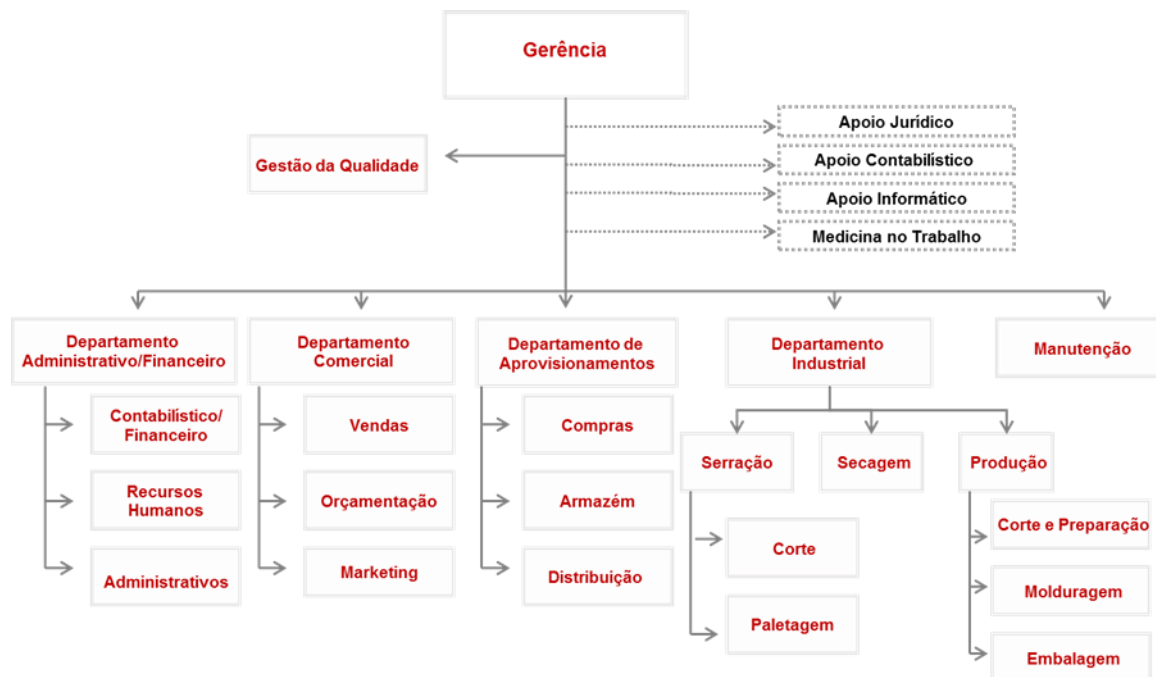 Gerência
Apoio Jurídico
Gestão da Qualidade
Apoio Contabilístico
Apoio Informático
Medicina no Trabalho
Departamento
Administrativo/Financeiro
Departamento
Comercial
Departamento de
Aprovisionamentos
Departamento
Industrial
Manutenção
Contabilístico/
Financeiro
Recursos
Humanos
Administrativos
Vendas
Orçamentação
Marketing
Compras
Armazém
Distribuição
Serração
Secagem
Produção
Corte
Paletagem
Corte e Preparação
Molduragem
Embalagem